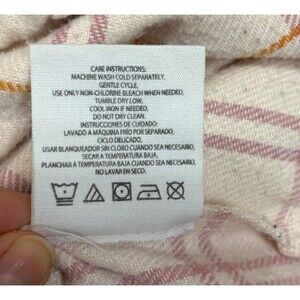 CARE INSTRUCTIONS:
MACHINE WASH COLD SEPARATELY,
GENTLE CYCLE,
USE ONLY NON-CHLORINE BLEACH WHEN NEEDED,
TUMBLE DRY LOW,
COOL IRON IF NEEDED,
DO NOT DRY CLEAN.
INSTRUCCIONES DE CUIDADO:
LAVADO A MÁQUINA FRÍO POR SEPARADO,
CICLO DELICADO,
USAR BLANQUEADOR SIN CLORO CUANDO SEA NECESARIO,
SECAR A TEMPERATURA BAJA,
PLANCHAR A TEMPERATURA BAJA CUANDO SEA NECESARIO,
NO LAVAR EN SECO.